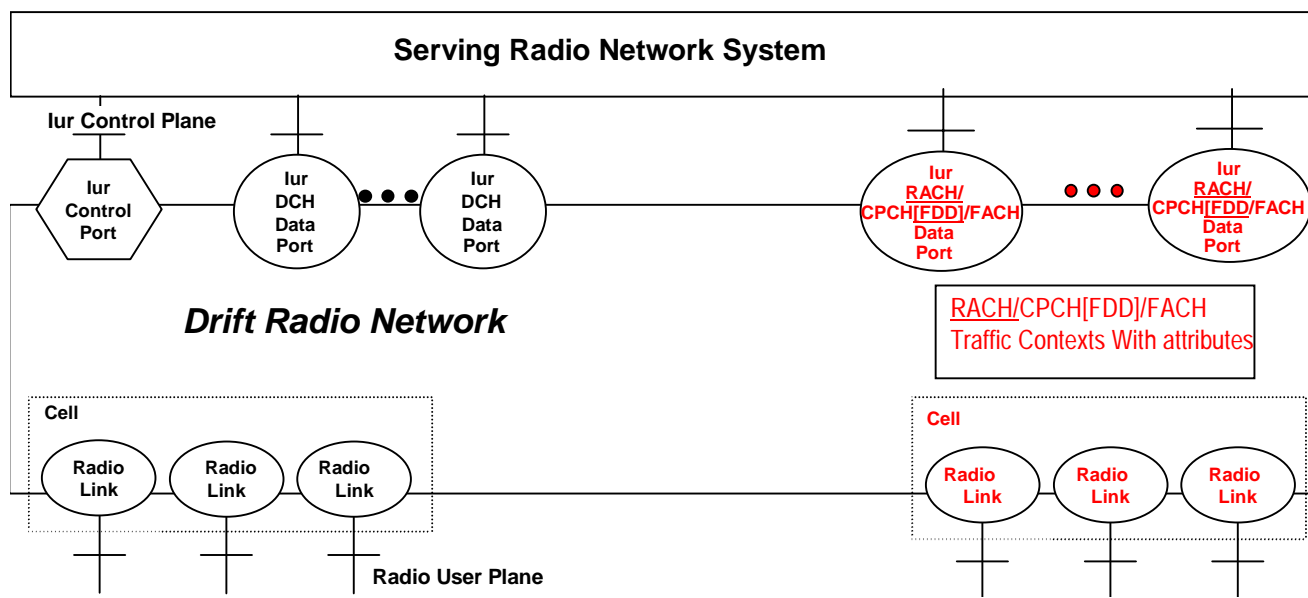 Serving Radio Network System
Iur Control Plane
Iur
Control
Port
Iur
DCH
Data
Port
Iur
DCH
Data
Port
Iur
RACH/
CPCH[FDD]/FACH
Data
Port
Iur
RACH/
CPCH[FDD/FACH
Data
Port
Drift Radio Network
RACH/CPCH[FDD]/FACH
Traffic Contexts With attributes
Cell
Radio
Link
Radio
Link
Radio
Link
Cell
Radio
Link
Radio
Link
Radio
Link
Radio User Plane